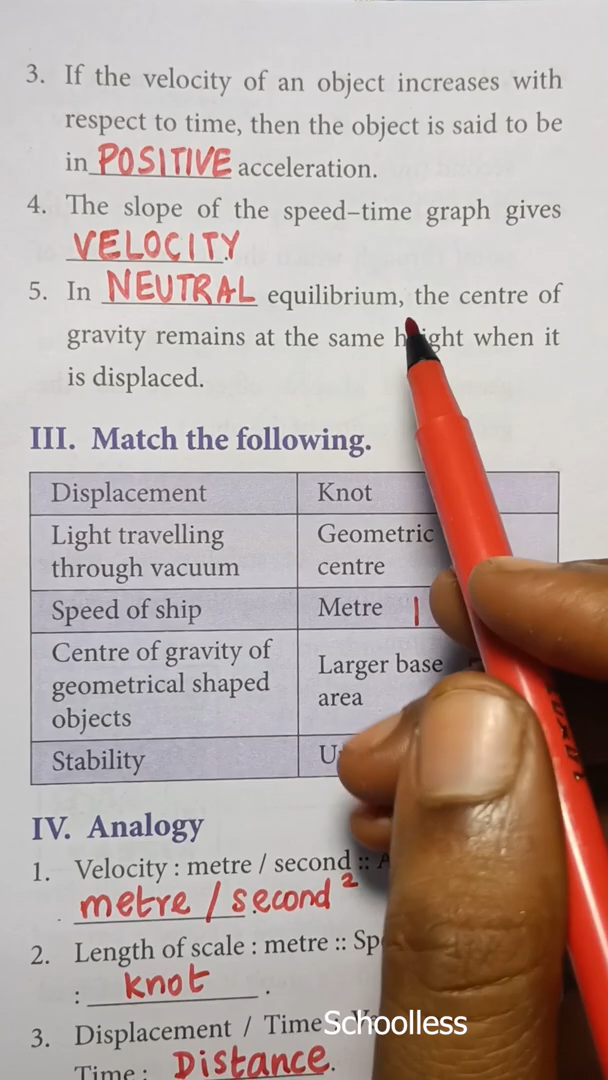 3. If the velocity of an object increases with
respect to time, then the object is said to be
in POSITIVE acceleration.
4. The slope of the speed–time graph gives
VELOCITY.
5. In NEUTRAL equilibrium, the centre of
gravity remains at the same height when it
is displaced.
III. Match the following.
Displacement Knot
Light travelling Geometric
through vacuum centre
Speed of ship Metre 1
Centre of gravity of Larger base
geometrical shaped area
objects
Stability
IV. Analogy
1. Velocity : metre / second ::
metre / second²
2. Length of scale : metre ::
: knot .
3. Displacement / Time
Time : Distance.
Schoolless